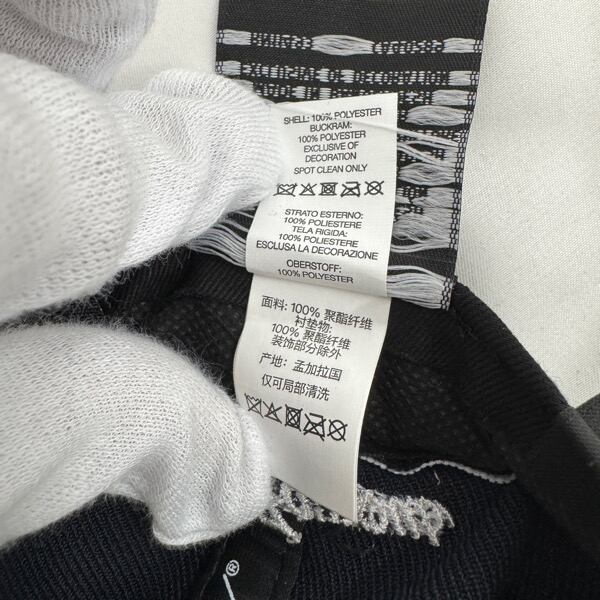 SHELL: 100% POLYESTER
BUCKRAM:
100% POLYESTER
EXCLUSIVE OF
DECORATION
SPOT CLEAN ONLY
STRATO ESTERNO:
100% POLIESTERE
TELA RIGIDA:
100% POLIESTERE
ESCLUSA LA DECORAZIONE
OBERSTOFF:
100% POLYESTER
面料: 100% 聚酯纤维
衬垫物:
100% 聚酯纤维
装饰部分除外
产地: 孟加拉国
仅可局部清洗
®